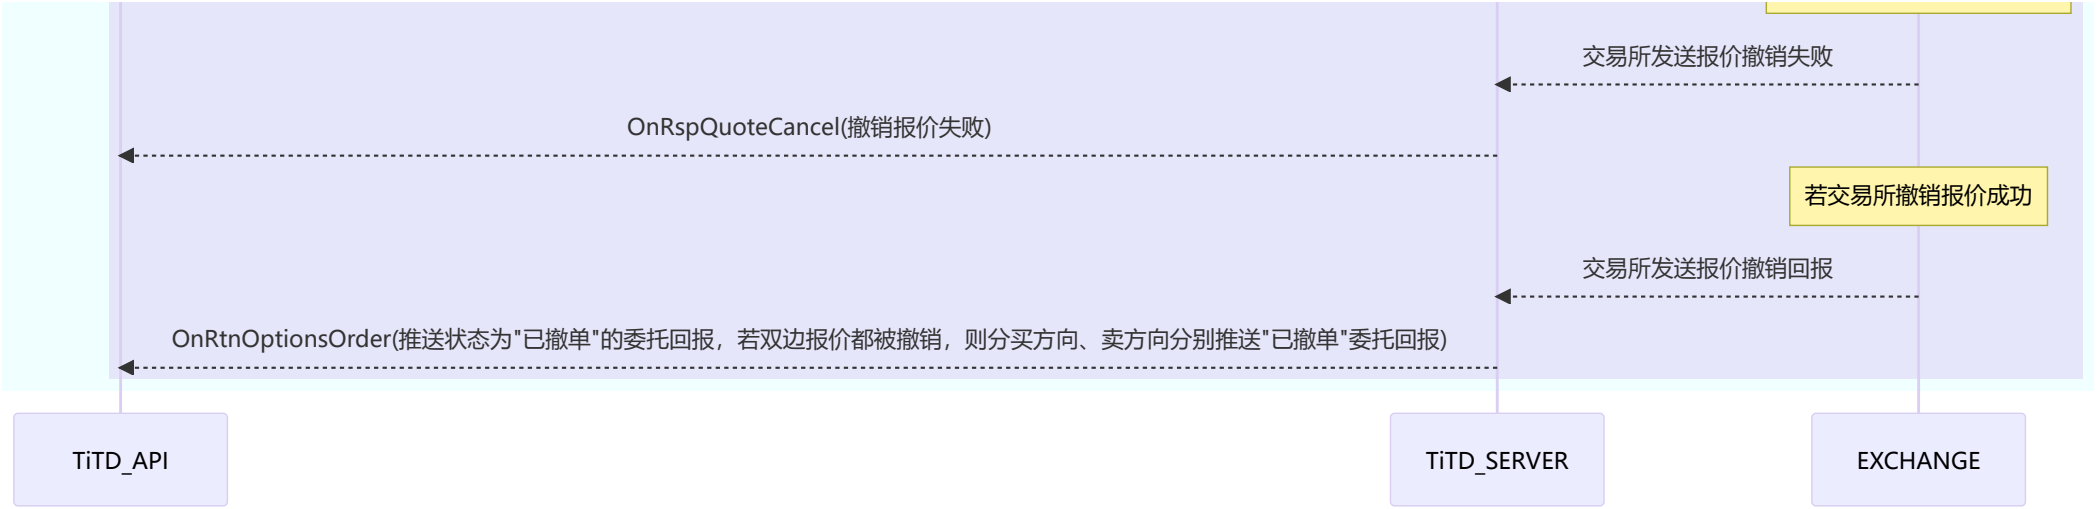 交易所发送报价撤销失败
OnRspQuoteCancel(撤销报价失败)
若交易所撤销报价成功
交易所发送报价撤销回报
OnRtnOptionsOrder(推送状态为"已撤单"的委托回报，若双边报价都被撤销，则分买方向、卖方向分别推送"已撤单"委托回报)
TiTD_API
TiTD_SERVER
EXCHANGE